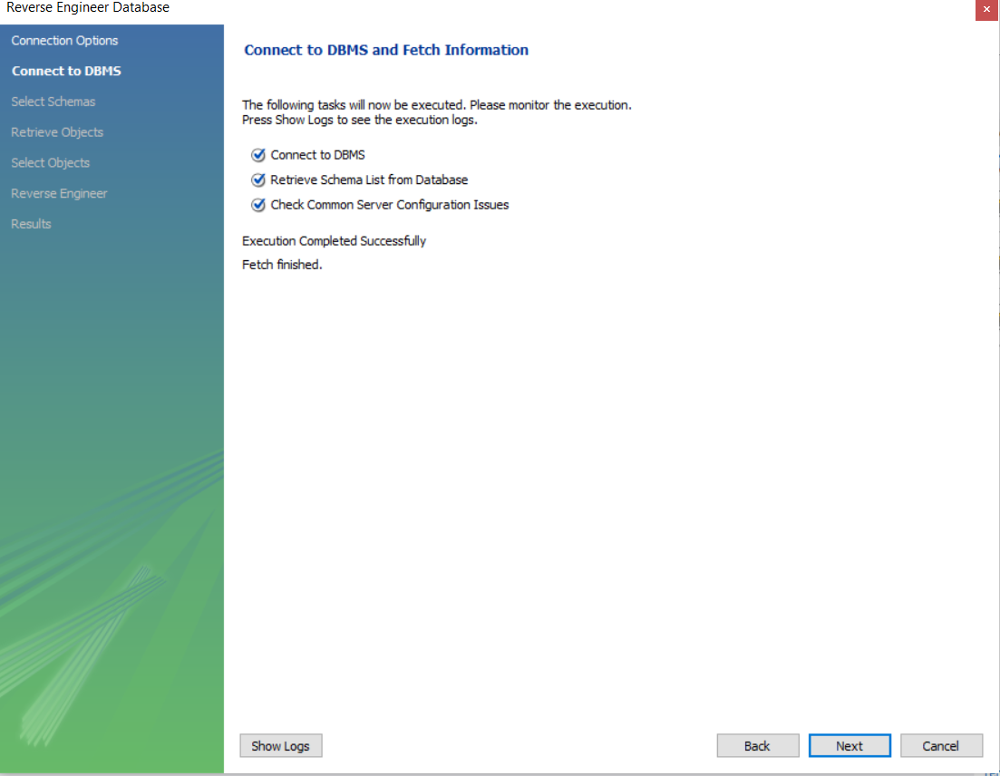 Reverse Engineer Database
Connection Options
Connect to DBMS
Select Schemas
Retrieve Objects
Select Objects
Reverse Engineer
Results
Connect to DBMS and Fetch Information
The following tasks will now be executed. Please monitor the execution.
Press Show Logs to see the execution logs.
Connect to DBMS
Retrieve Schema List from Database
Check Common Server Configuration Issues
Execution Completed Successfully
Fetch finished.
Show Logs
Back
Next
Cancel